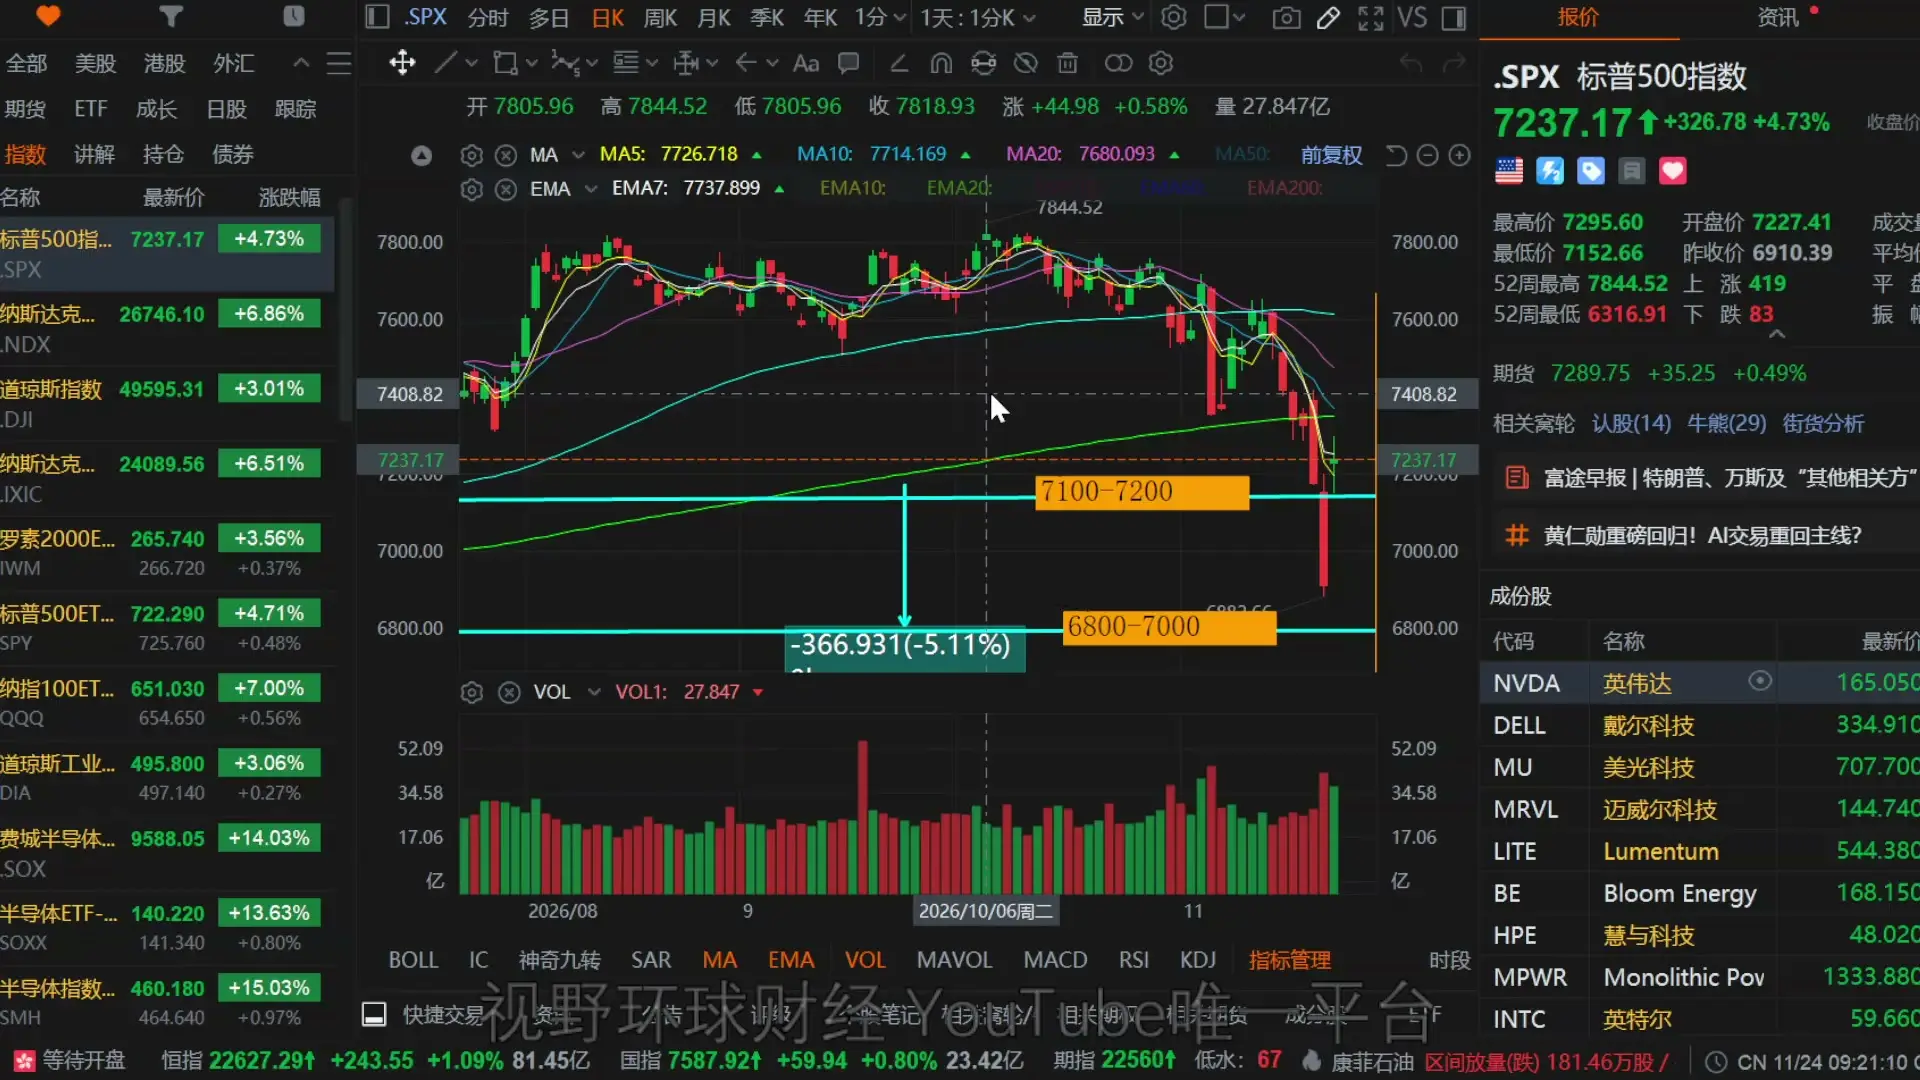 .SPX 分时 多日 日K 周K 月K 季K 年K 1分 1天 : 1分K 显示 VS 报价 资讯
全部 美股 港股 外汇
期货 ETF 成长 日股 跟踪
指数 讲解 持仓 债券
名称 最新价 涨跌幅
标普500指... 7237.17 +4.73%
.SPX
纳斯达克... 26746.10 +6.86%
.NDX
道琼斯指数 49595.31 +3.01%
.DJI
纳斯达克... 24089.56 +6.51%
.IXIC
罗素2000E... 265.740 +3.56%
IWM 266.720 +0.37%
标普500ET... 722.290 +4.71%
SPY 725.760 +0.48%
纳指100ET... 651.030 +7.00%
QQQ 654.650 +0.56%
道琼斯工业... 495.800 +3.06%
DIA 497.140 +0.27%
费城半导体... 9588.05 +14.03%
.SOX
半导体ETF-... 140.220 +13.63%
SOXX 141.340 +0.80%
半导体指数... 460.180 +15.03%
SMH 464.640 +0.97%
Aa
开 7805.96 高 7844.52 低 7805.96 收 7818.93 涨 +44.98 +0.58% 量 27.847亿
MA MA5: 7726.718 MA10: 7714.169 MA20: 7680.093 MA50: 前复权
EMA EMA7: 7737.899 EMA10: EMA20: EMA200:
7844.52
7800.00 7800.00
7600.00 7600.00
7408.82 7408.82
7237.17 7237.17
7200.00 7200.00
7100-7200
7000.00 7000.00
6882.66
6800-7000
6800.00 6800.00
-366.931(-5.11%)
VOL VOL1: 27.847
52.09 52.09
34.58 34.58
17.06 17.06
亿 亿
2026/08 9 2026/10/06周二 11
BOLL IC 神奇九转 SAR MA EMA VOL MAVOL MACD RSI KDJ 指标管理 时段
快捷交易
视野环球财经 YouTube唯一平台
.SPX 标普500指数
7237.17 +326.78 +4.73% 收盘价
最高价 7295.60 开盘价 7227.41
最低价 7152.66 昨收价 6910.39
52周最高 7844.52 上 涨 419
52周最低 6316.91 下 跌 83
期货 7289.75 +35.25 +0.49%
相关窝轮 认股(14) 牛熊(29) 街货分析
富途早报 | 特朗普、万斯及“其他相关方”
黄仁勋重磅回归！AI交易重回主线?
成份股
代码 名称 最新价
NVDA 英伟达 165.050
DELL 戴尔科技 334.910
MU 美光科技 707.700
MRVL 迈威尔科技 144.740
LITE Lumentum 544.380
BE Bloom Energy 168.150
HPE 慧与科技 48.020
MPWR Monolithic Pov 1333.880
INTC 英特尔 59.660
等待开盘 恒指 22627.29 +243.55 +1.09% 81.45亿 国指 7587.92 +59.94 +0.80% 23.42亿 期指 22560 低水: 67 康菲石油 区间放量(跌) 181.46万股 / CN 11/24 09:21:10